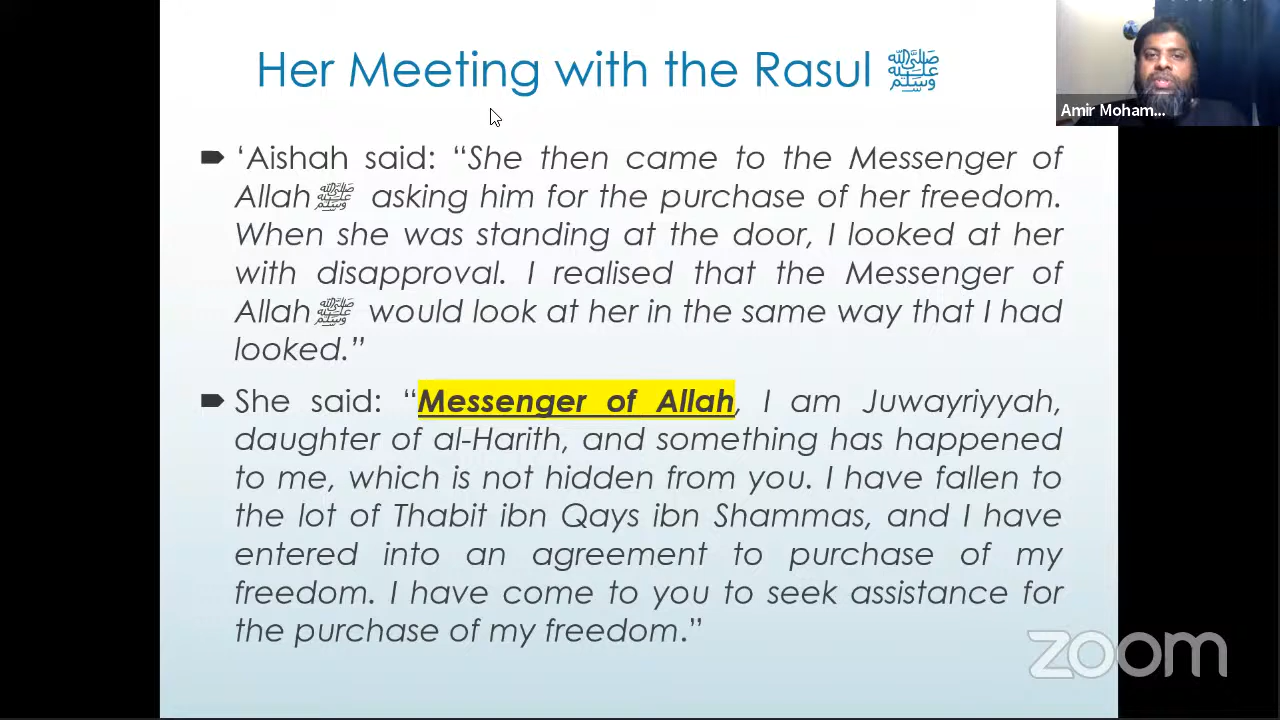 Her Meeting with the Rasul ﷺ
Amir Moham...
‘Aishah said: “She then came to the Messenger of
Allahﷺ asking him for the purchase of her freedom.
When she was standing at the door, I looked at her
with disapproval. I realised that the Messenger of
Allahﷺ would look at her in the same way that I had
looked.”
She said: “Messenger of Allah, I am Juwayriyyah,
daughter of al-Harith, and something has happened
to me, which is not hidden from you. I have fallen to
the lot of Thabit ibn Qays ibn Shammas, and I have
entered into an agreement to purchase of my
freedom. I have come to you to seek assistance for
the purchase of my freedom.”
zoom